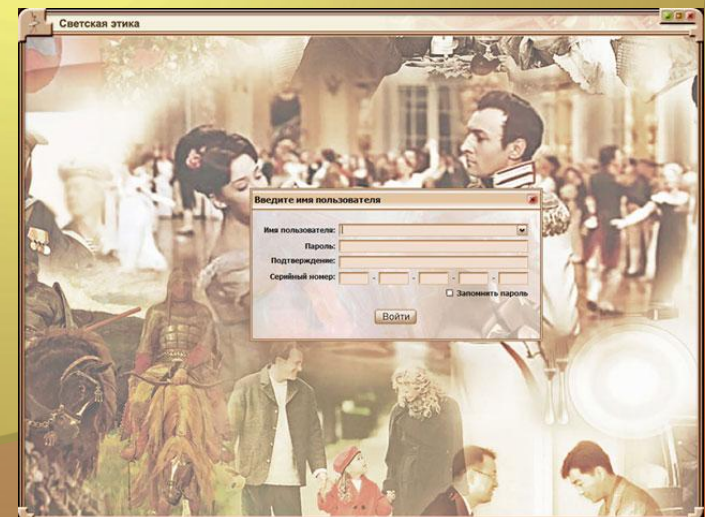 Светская этика
Введите имя пользователя
Имя пользователя:
Пароль:
Подтверждение:
Серийный номер: - - - -
Запомнить пароль
Войти